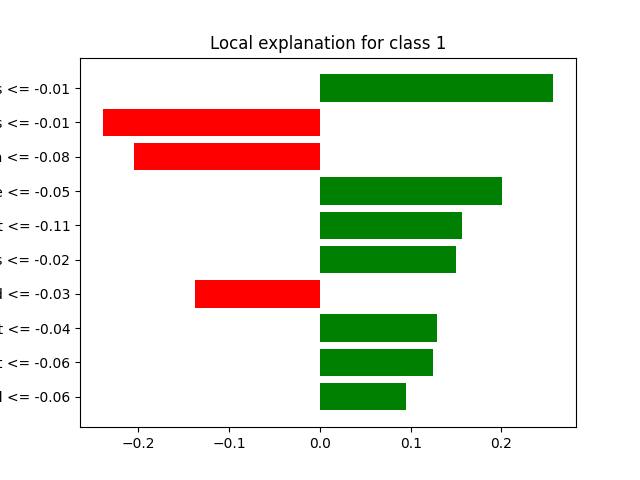 Local explanation for class 1
s <= -0.01
s <= -0.01
<= -0.08
e <= -0.05
t <= -0.11
s <= -0.02
d <= -0.03
t <= -0.04
t <= -0.06
<= -0.06
−0.2 −0.1 0.0 0.1 0.2